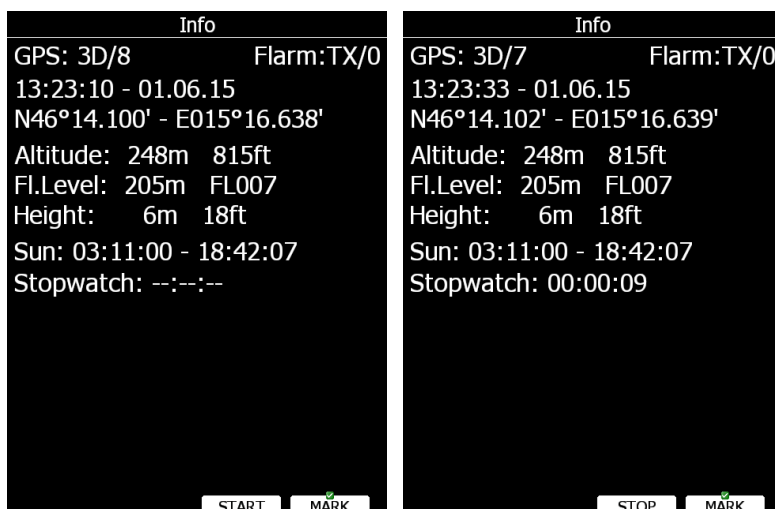 Info
GPS: 3D/8 Flarm:TX/0
13:23:10 - 01.06.15
N46°14.100' - E015°16.638'
Altitude: 248m 815ft
Fl.Level: 205m FL007
Height: 6m 18ft
Sun: 03:11:00 - 18:42:07
Stopwatch: --:--:--
START MARK
Info
GPS: 3D/7 Flarm:TX/0
13:23:33 - 01.06.15
N46°14.102' - E015°16.639'
Altitude: 248m 815ft
Fl.Level: 205m FL007
Height: 6m 18ft
Sun: 03:11:00 - 18:42:07
Stopwatch: 00:00:09
STOP MARK